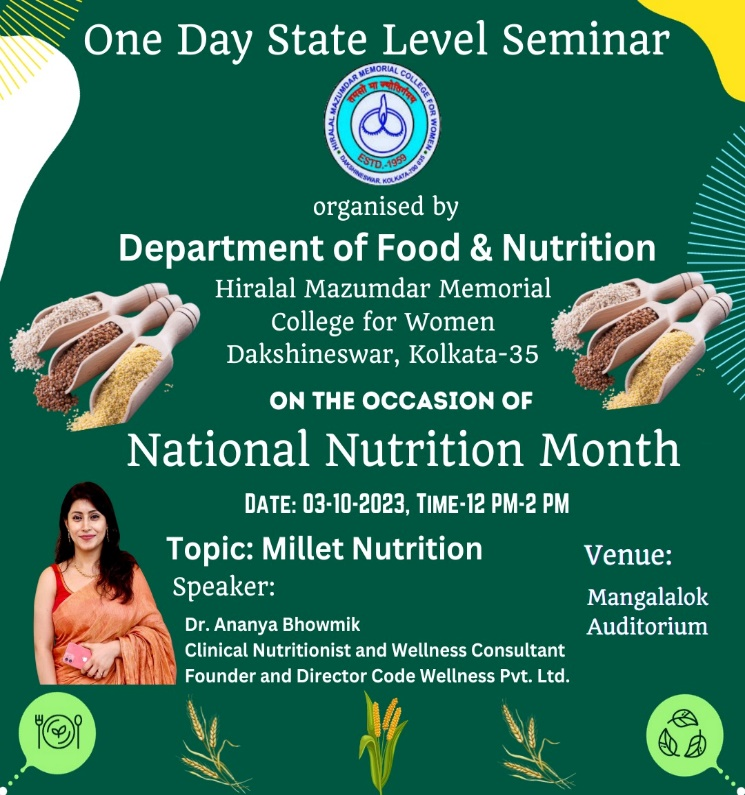 One Day State Level Seminar
HIRALAL MAZUMDAR MEMORIAL COLLEGE FOR WOMEN
तमसो मा ज्योतिर्गमय
ESTD.-1959
DAKSHINESWAR, KOLKATA-700 035
organised by
Department of Food & Nutrition
Hiralal Mazumdar Memorial
College for Women
Dakshineswar, Kolkata-35
ON THE OCCASION OF
National Nutrition Month
DATE: 03-10-2023, TIME-12 PM-2 PM
Topic: Millet Nutrition
Speaker:
Dr. Ananya Bhowmik
Clinical Nutritionist and Wellness Consultant
Founder and Director Code Wellness Pvt. Ltd.
Venue:
Mangalalok
Auditorium